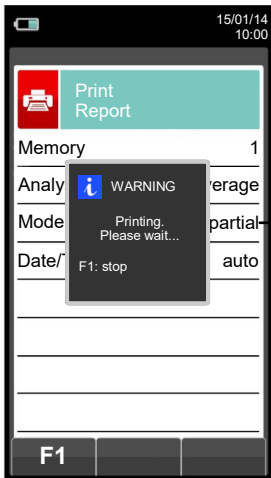 15/01/14
10:00
Print
Report
Memory 1
Analy verage
Mode partial
Date/ auto
WARNING
Printing.
Please wait...
F1: stop
F1